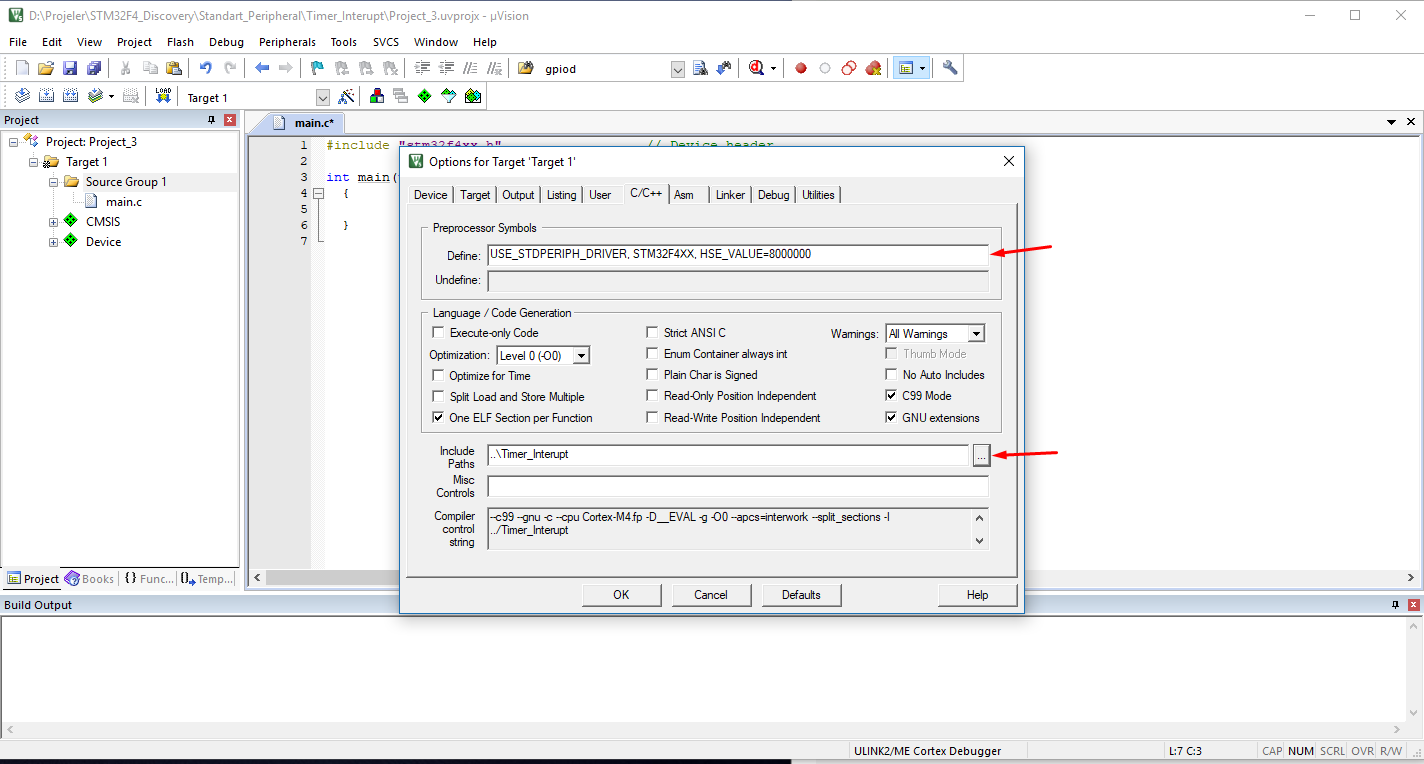 D:\Projeler\STM32F4_Discovery\Standart_Peripheral\Timer_Interupt\Project_3.uvprojx - µVision
File Edit View Project Flash Debug Peripherals Tools SVCS Window Help
gpiod
LOAD Target 1
Project
Project: Project_3
Target 1
Source Group 1
main.c
CMSIS
Device
Project Books {} Func... Temp...
main.c*
1 #include "stm32f4xx.h" // Device header
2
3 int main(
4 {
5
6 }
7
Options for Target 'Target 1'
Device Target Output Listing User C/C++ Asm Linker Debug Utilities
Preprocessor Symbols
Define: USE_STDPERIPH_DRIVER, STM32F4XX, HSE_VALUE=8000000
Undefine:
Language / Code Generation
Execute-only Code Strict ANSI C Warnings: All Warnings
Optimization: Level 0 (-O0) Enum Container always int Thumb Mode
Optimize for Time Plain Char is Signed No Auto Includes
Split Load and Store Multiple Read-Only Position Independent C99 Mode
One ELF Section per Function Read-Write Position Independent GNU extensions
Include Paths ..\Timer_Interupt ...
Misc Controls
Compiler control string --c99 --gnu -c --cpu Cortex-M4.fp -D__EVAL -g -O0 --apcs=interwork --split_sections -I
../Timer_Interupt
OK Cancel Defaults Help
Build Output
ULINK2/ME Cortex Debugger L:7 C:3 CAP NUM SCRL OVR R/W